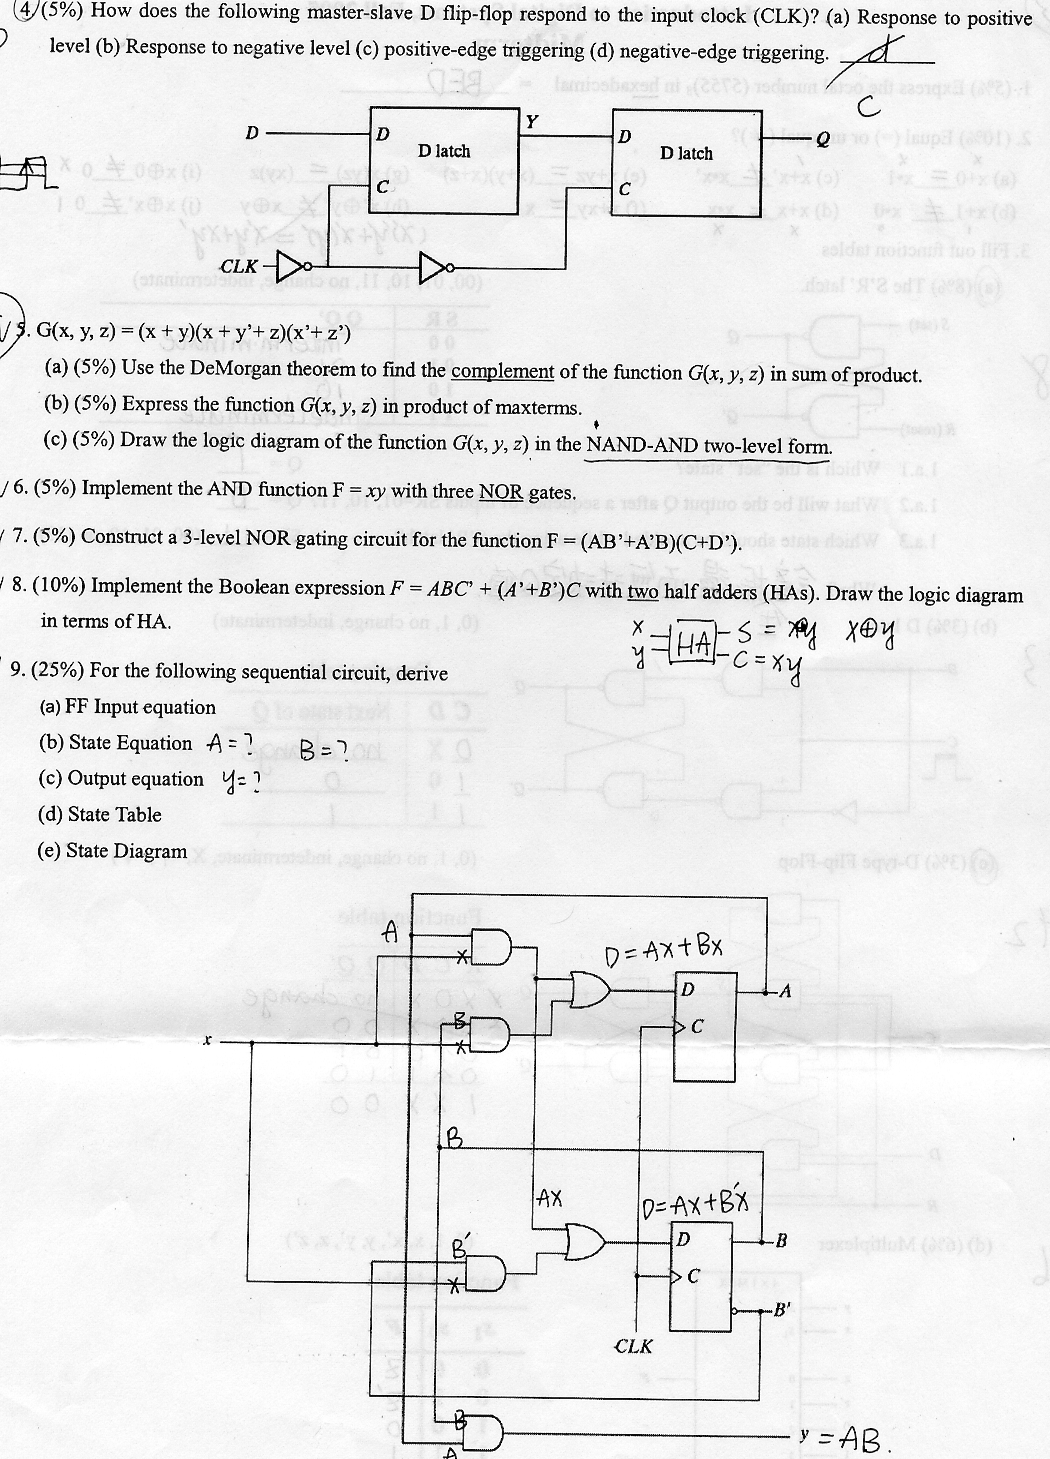 4/(5%) How does the following master-slave D flip-flop respond to the input clock (CLK)? (a) Response to positive
level (b) Response to negative level (c) positive-edge triggering (d) negative-edge triggering. d
C
D D D latch Y D D latch Q
C C
CLK
5. G(x, y, z) = (x + y)(x + y'+ z)(x'+ z')
(a) (5%) Use the DeMorgan theorem to find the complement of the function G(x, y, z) in sum of product.
(b) (5%) Express the function G(x, y, z) in product of maxterms.
(c) (5%) Draw the logic diagram of the function G(x, y, z) in the NAND-AND two-level form.
/ 6. (5%) Implement the AND function F = xy with three NOR gates.
/ 7. (5%) Construct a 3-level NOR gating circuit for the function F = (AB'+A'B)(C+D').
/ 8. (10%) Implement the Boolean expression F = ABC' + (A'+B')C with two half adders (HAs). Draw the logic diagram
in terms of HA.
x y HA S = x⊕y
C = xy
9. (25%) For the following sequential circuit, derive
(a) FF Input equation
(b) State Equation A = ? B = ?
(c) Output equation y = ?
(d) State Table
(e) State Diagram
A
x
D = Ax + Bx
D A
B
C
x
x
B
Ax
D = Ax + B'x
D B
B'
C
x
B'
CLK
B
A
y = AB.